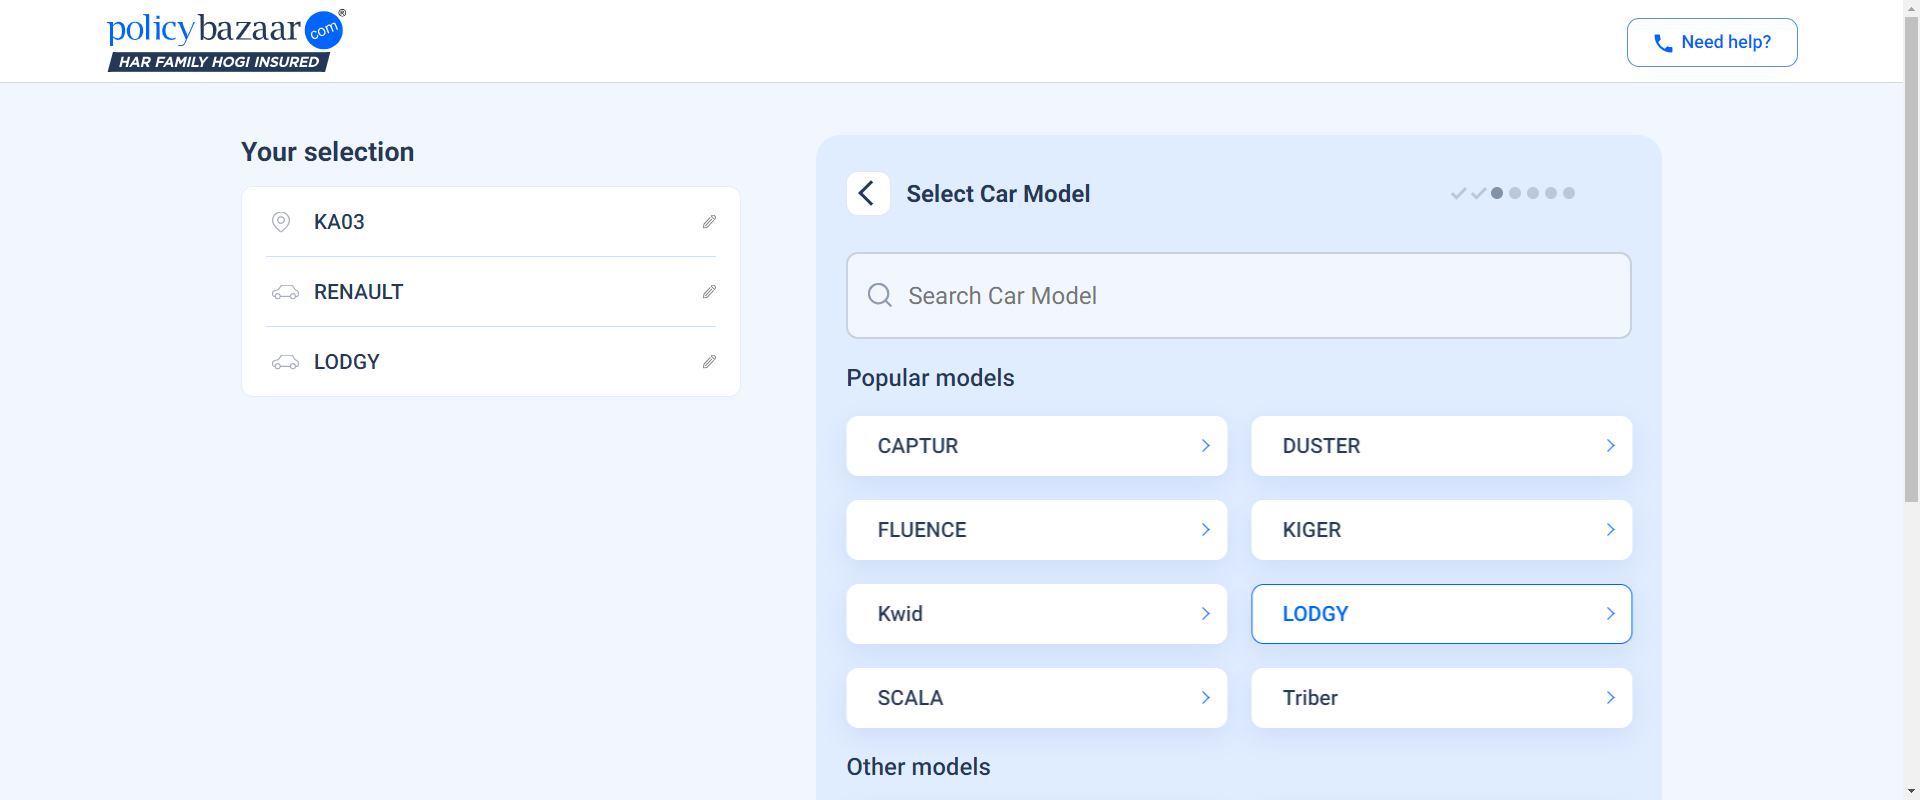 policybazaar com ®
HAR FAMILY HOGI INSURED
Need help?
Your selection
KA03
RENAULT
LODGY
Select Car Model
Search Car Model
Popular models
CAPTUR
DUSTER
FLUENCE
KIGER
Kwid
LODGY
SCALA
Triber
Other models